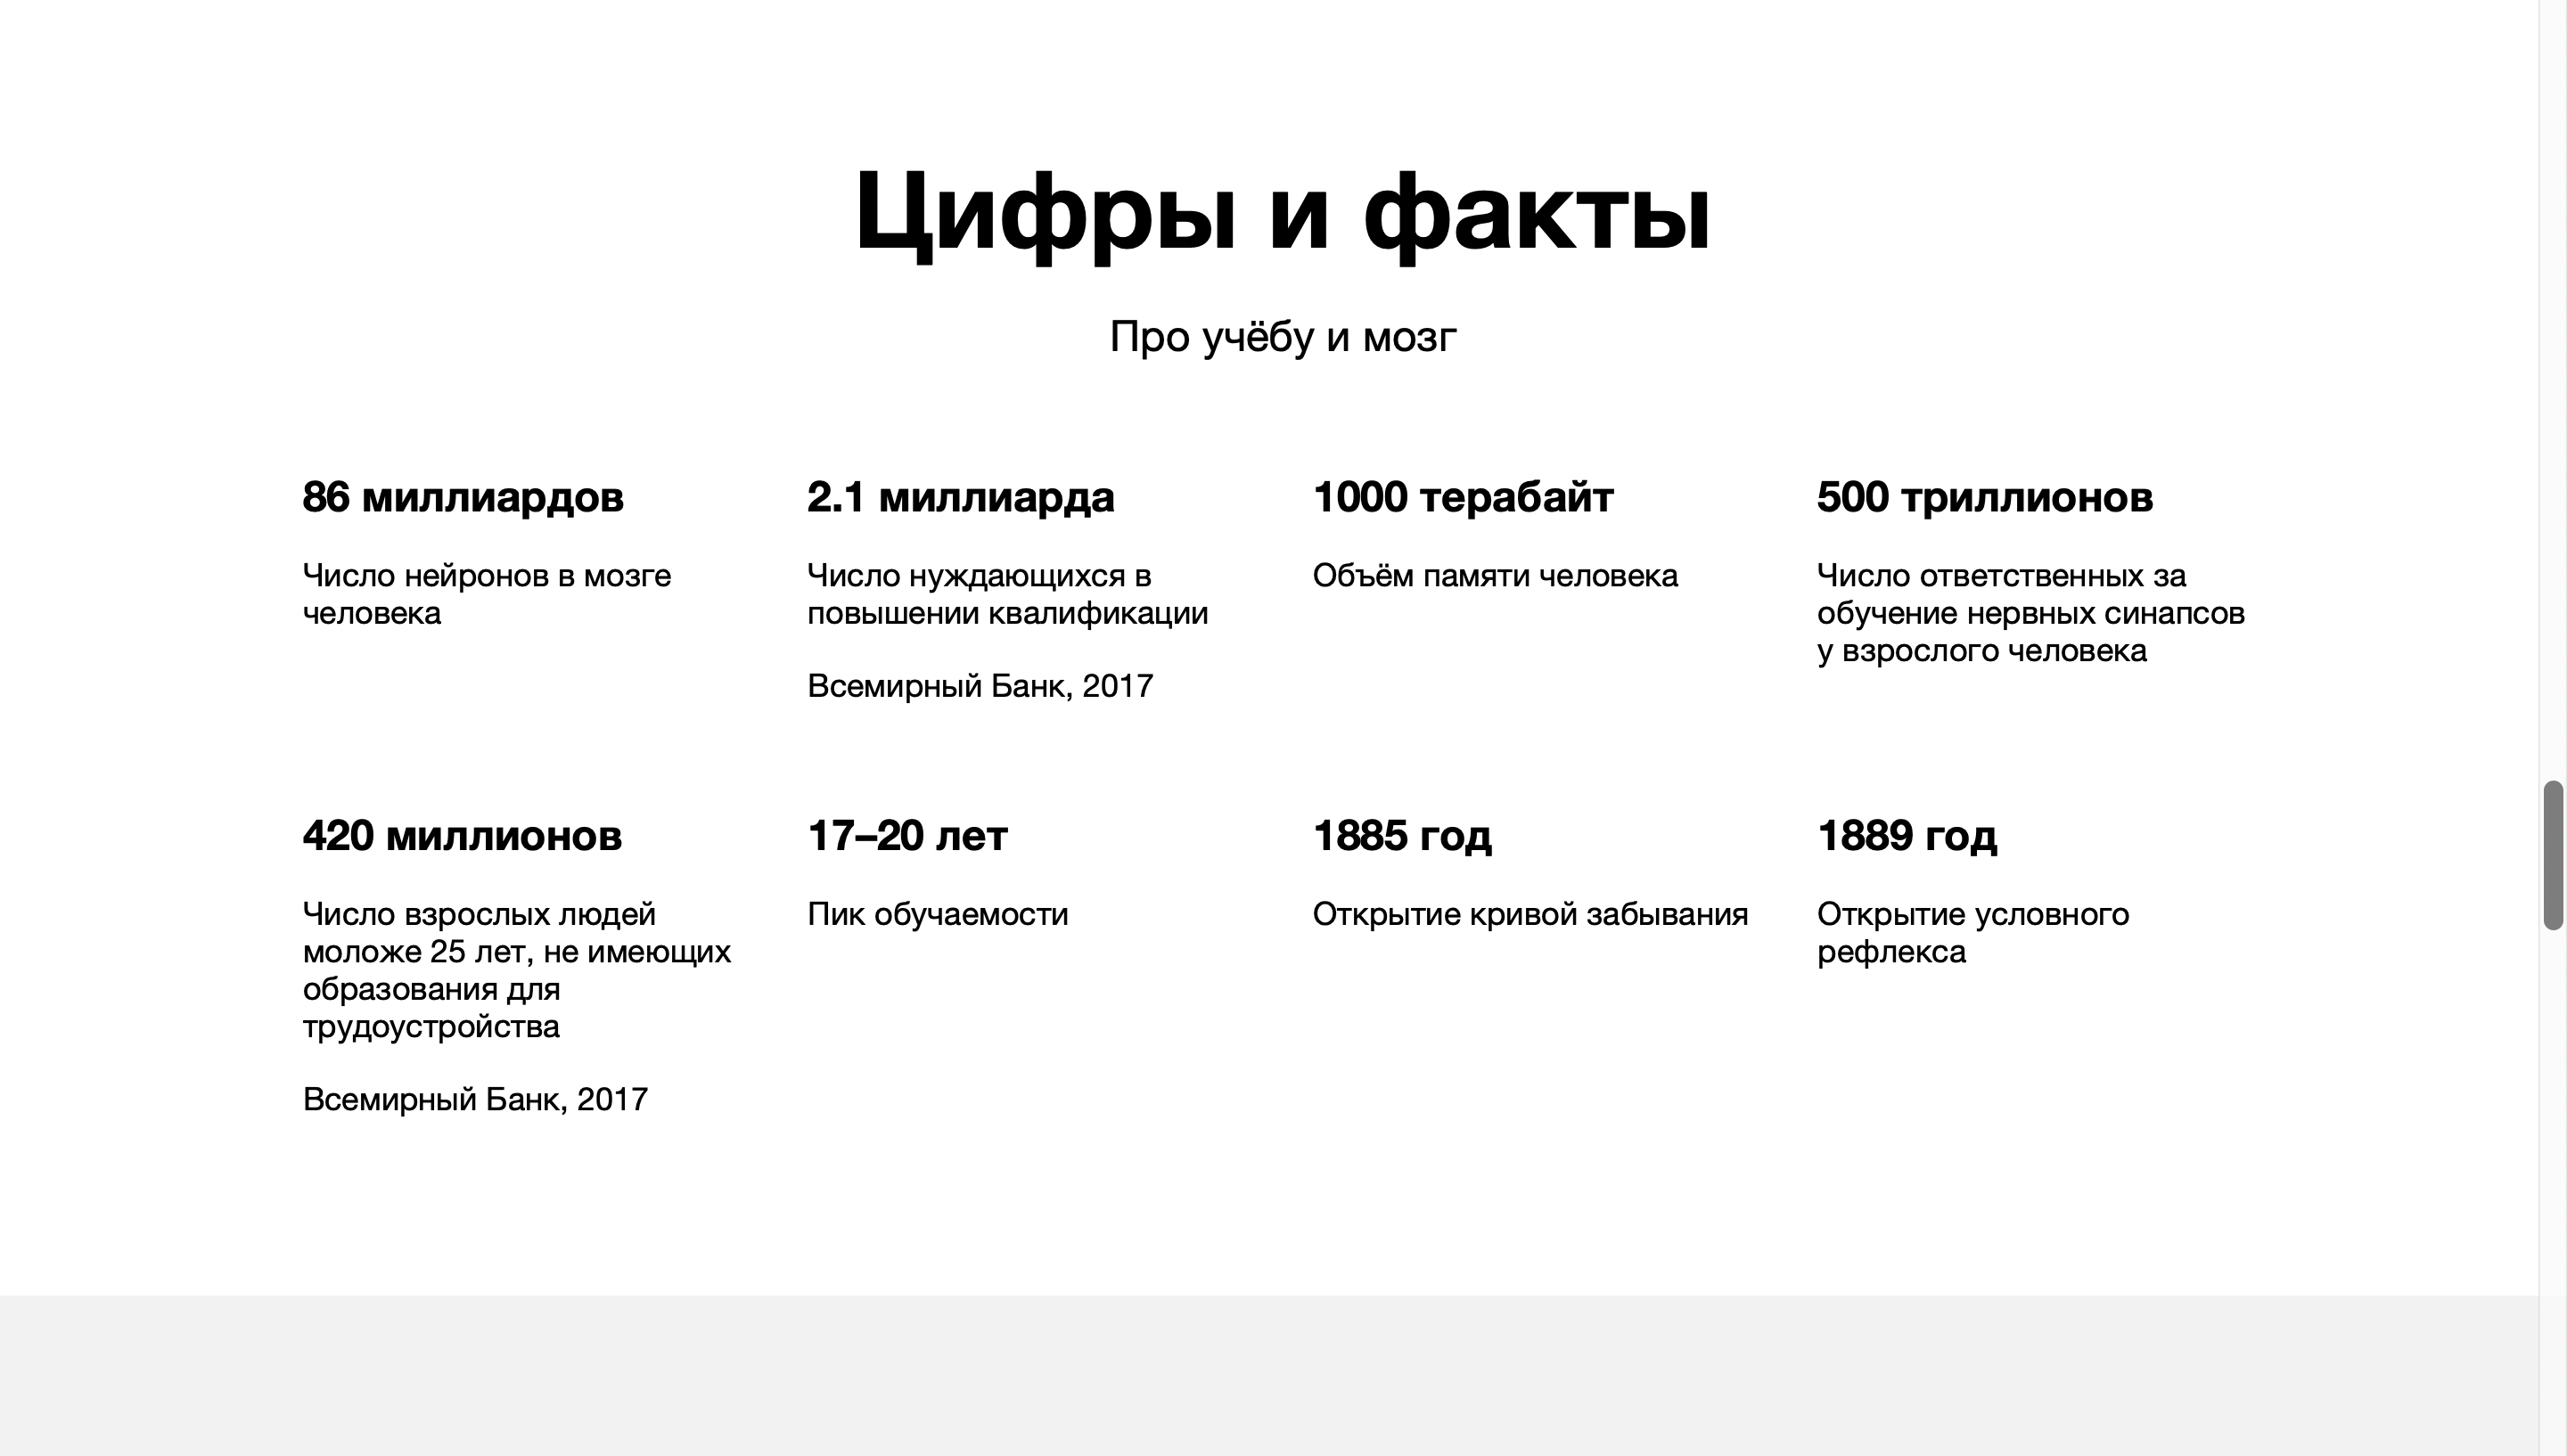 Цифры и факты
Про учёбу и мозг
86 миллиардов
Число нейронов в мозге
человека
2.1 миллиарда
Число нуждающихся в
повышении квалификации
Всемирный Банк, 2017
1000 терабайт
Объём памяти человека
500 триллионов
Число ответственных за
обучение нервных синапсов
у взрослого человека
420 миллионов
Число взрослых людей
моложе 25 лет, не имеющих
образования для
трудоустройства
Всемирный Банк, 2017
17–20 лет
Пик обучаемости
1885 год
Открытие кривой забывания
1889 год
Открытие условного
рефлекса